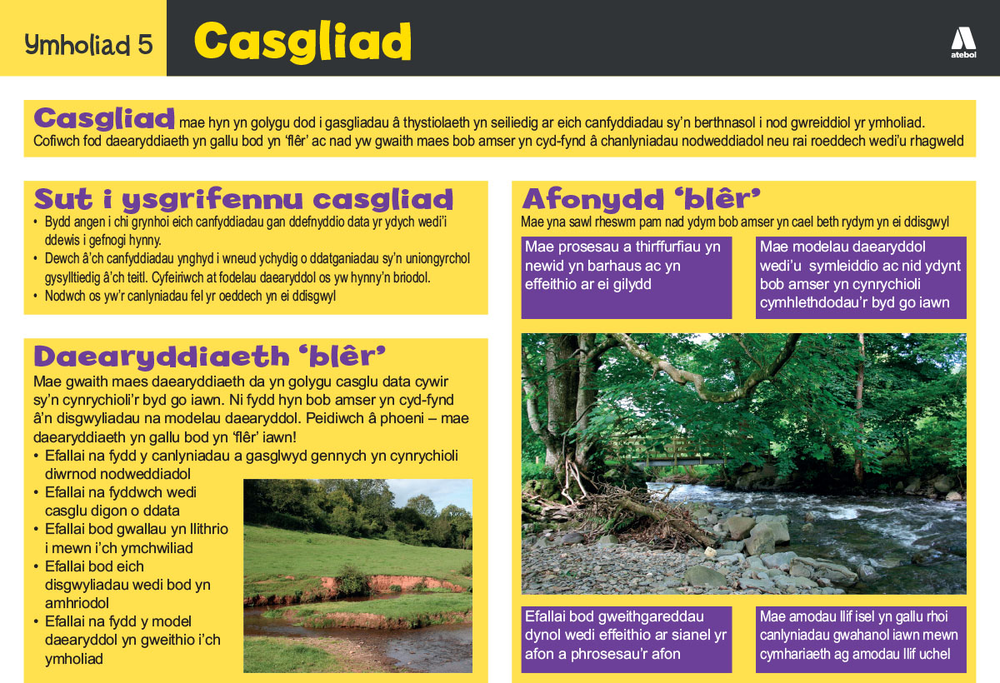 Ymholiad 5
Casgliad
atebol
Casgliad mae hyn yn golygu dod i gasgliadau â thystiolaeth yn seiliedig ar eich canfyddiadau sy’n berthnasol i nod gwreiddiol yr ymholiad.
Cofiwch fod daearyddiaeth yn gallu bod yn ‘flêr’ ac nad yw gwaith maes bob amser yn cyd-fynd â chanlyniadau nodweddiadol neu rai roeddech wedi’u rhagweld
Sut i ysgrifennu casgliad
• Bydd angen i chi grynhoi eich canfyddiadau gan ddefnyddio data yr ydych wedi’i
ddewis i gefnogi hynny.
• Dewch â’ch canfyddiadau ynghyd i wneud ychydig o ddatganiadau sy’n uniongyrchol
gysylltiedig â’ch teitl. Cyfeiriwch at fodelau daearyddol os yw hynny’n briodol.
• Nodwch os yw’r canlyniadau fel yr oeddech yn ei ddisgwyl
Daearyddiaeth ‘blêr’
Mae gwaith maes daearyddiaeth da yn golygu casglu data cywir
sy’n cynrychioli’r byd go iawn. Ni fydd hyn bob amser yn cyd-fynd
â’n disgwyliadau na modelau daearyddol. Peidiwch â phoeni – mae
daearyddiaeth yn gallu bod yn ‘flêr’ iawn!
• Efallai na fydd y canlyniadau a gasglwyd gennych yn cynrychioli
diwrnod nodweddiadol
• Efallai na fyddwch wedi
casglu digon o ddata
• Efallai bod gwallau yn llithrio
i mewn i’ch ymchwiliad
• Efallai bod eich
disgwyliadau wedi bod yn
amhriodol
• Efallai na fydd y model
daearyddol yn gweithio i’ch
ymholiad
Afonydd ‘blêr’
Mae yna sawl rheswm pam nad ydym bob amser yn cael beth rydym yn ei ddisgwyl
Mae prosesau a thirffurfiau yn
newid yn barhaus ac yn
effeithio ar ei gilydd
Mae modelau daearyddol
wedi’u symleiddio ac nid ydynt
bob amser yn cynrychioli
cymhlethdodau’r byd go iawn
Efallai bod gweithgareddau
dynol wedi effeithio ar sianel yr
afon a phrosesau’r afon
Mae amodau llif isel yn gallu rhoi
canlyniadau gwahanol iawn mewn
cymhariaeth ag amodau llif uchel